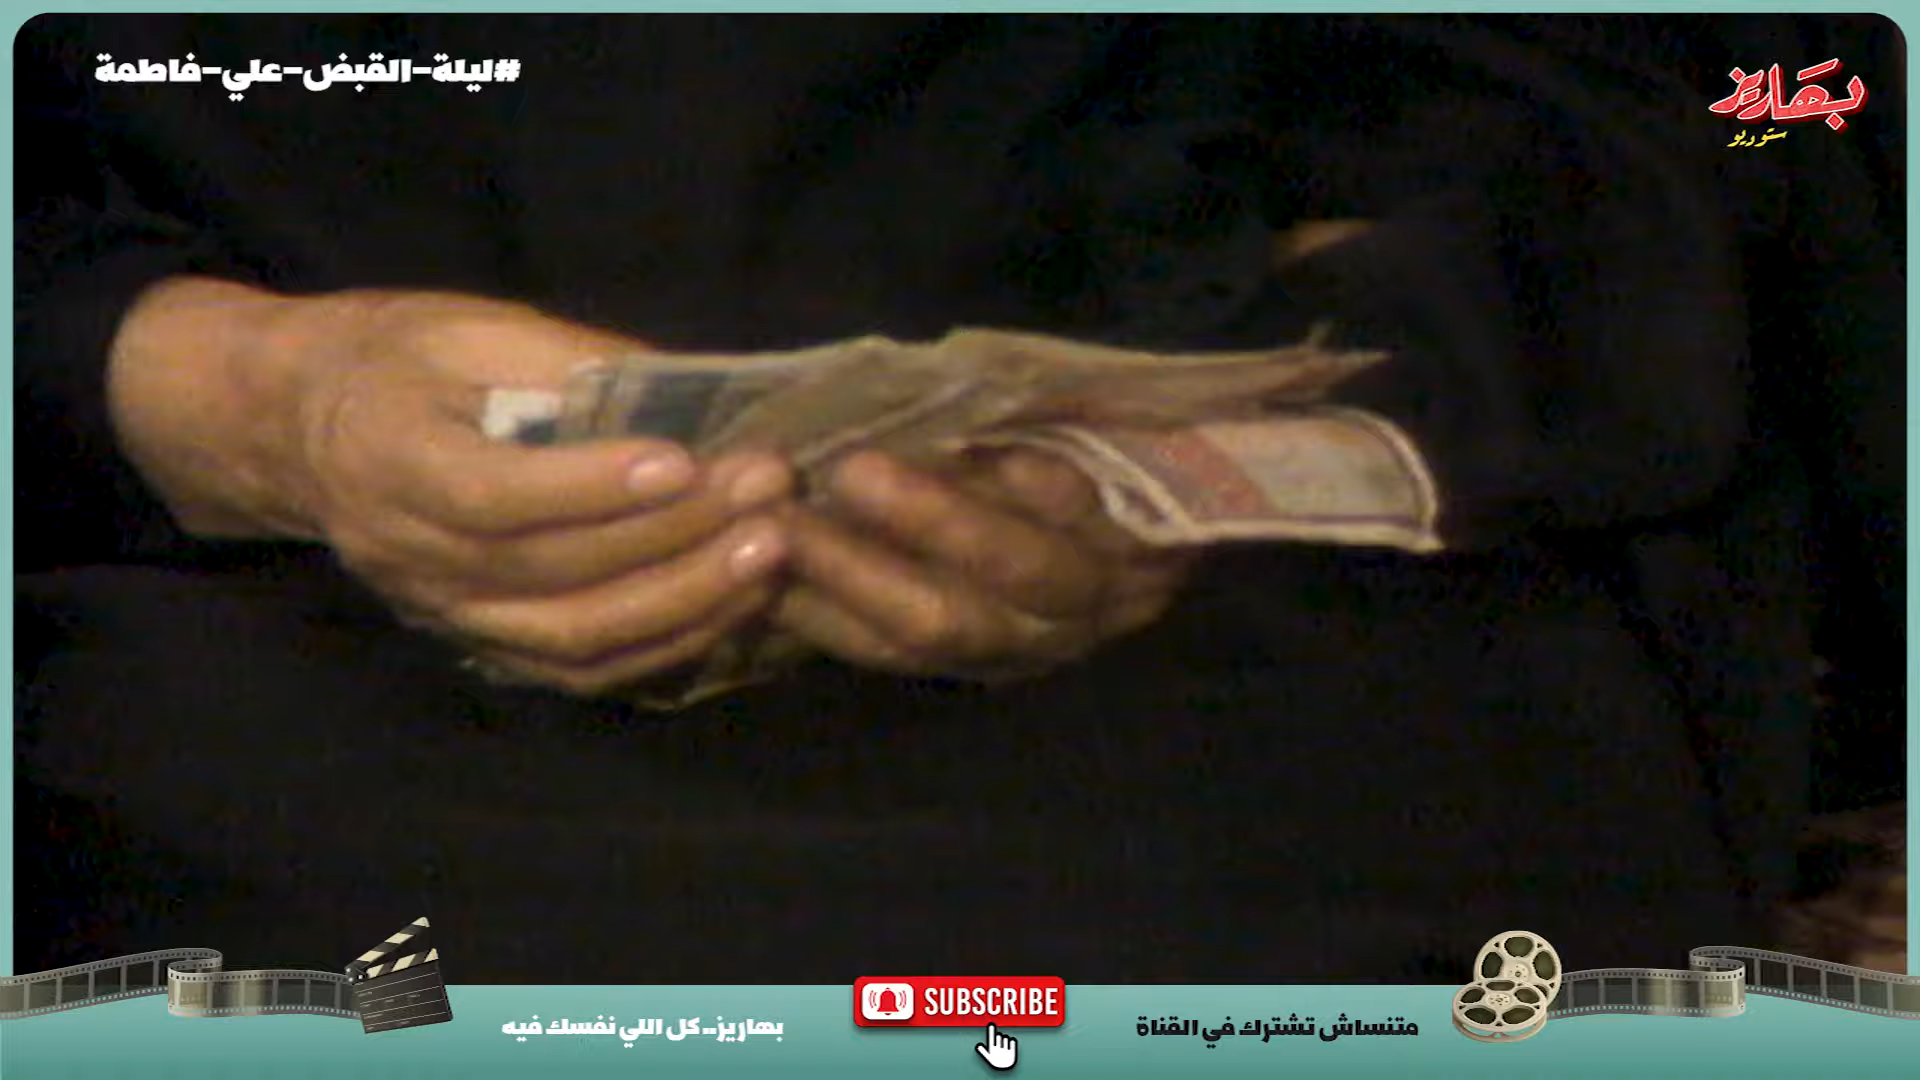 #ليلة-القبض-علي-فاطمة
بهاريز
ستوديو
بهاريز.. كل اللي نفسك فيه
SUBSCRIBE
متنساش تشترك في القناة